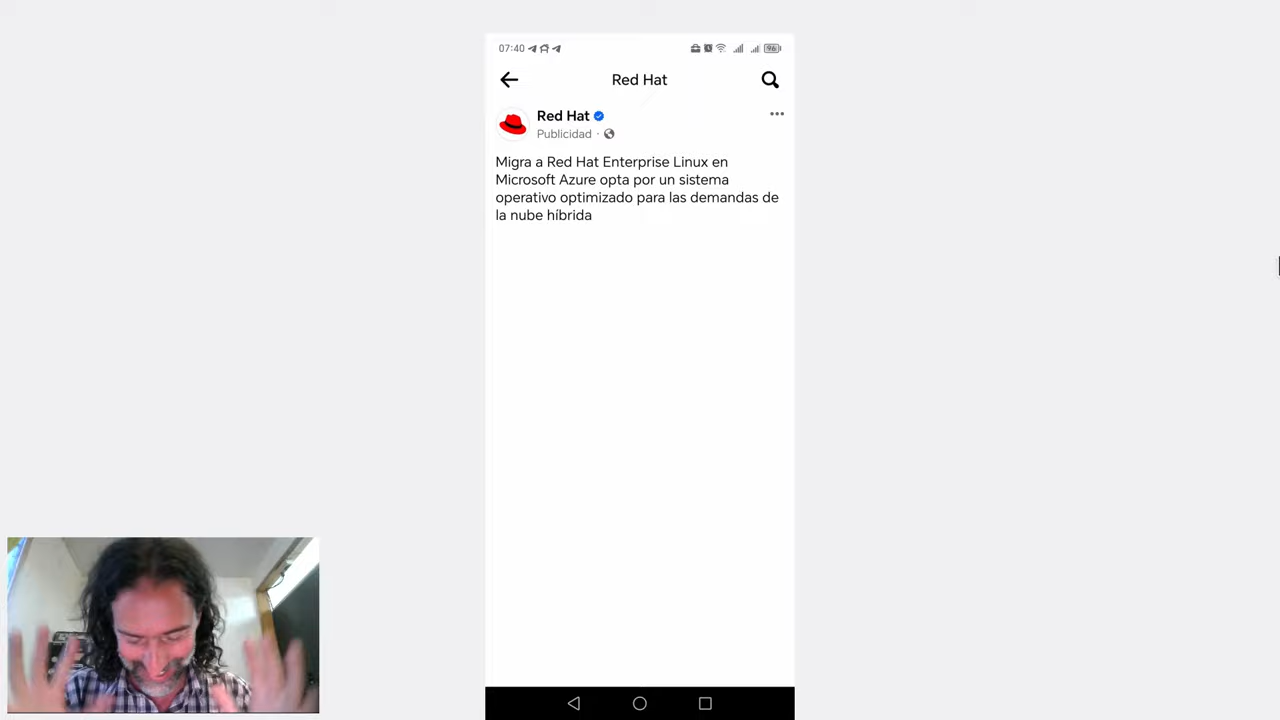 07:40
96
Red Hat
Red Hat
Publicidad ·
Migra a Red Hat Enterprise Linux en
Microsoft Azure opta por un sistema
operativo optimizado para las demandas de
la nube híbrida